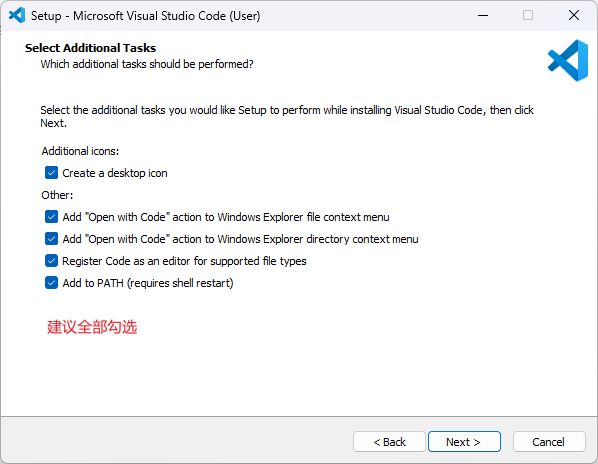 Setup - Microsoft Visual Studio Code (User)
Select Additional Tasks
Which additional tasks should be performed?
Select the additional tasks you would like Setup to perform while installing Visual Studio Code, then click
Next.
Additional icons:
Create a desktop icon
Other:
Add "Open with Code" action to Windows Explorer file context menu
Add "Open with Code" action to Windows Explorer directory context menu
Register Code as an editor for supported file types
Add to PATH (requires shell restart)
建议全部勾选
< Back
Next >
Cancel